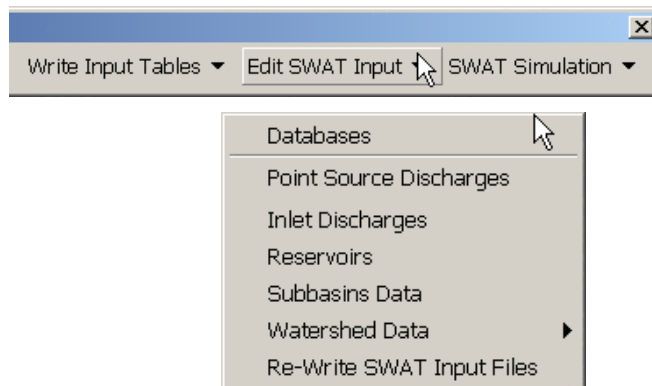 Write Input Tables Edit SWAT Input SWAT Simulation
Databases
Point Source Discharges
Inlet Discharges
Reservoirs
Subbasins Data
Watershed Data
Re-Write SWAT Input Files